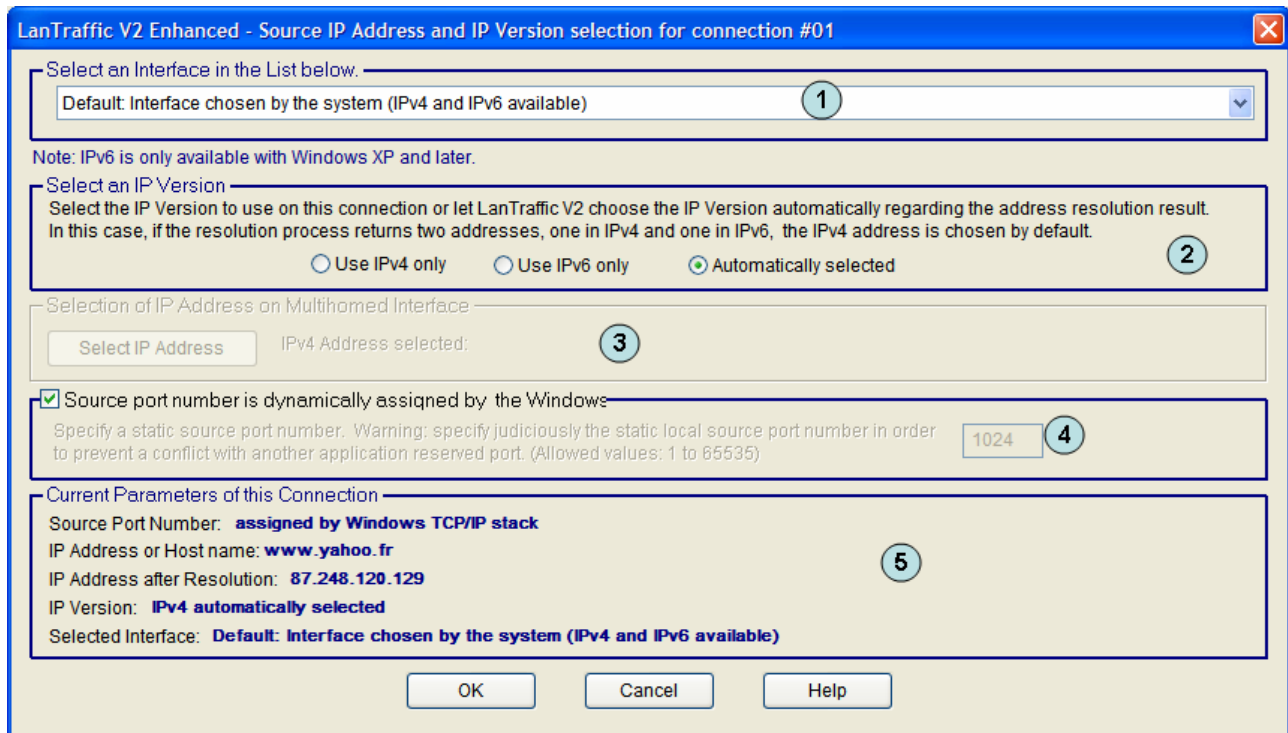 LanTraffic V2 Enhanced - Source IP Address and IP Version selection for connection #01
Select an Interface in the List below.
Default: Interface chosen by the system (IPv4 and IPv6 available)
1
Note: IPv6 is only available with Windows XP and later.
Select an IP Version
Select the IP Version to use on this connection or let LanTraffic V2 choose the IP Version automatically regarding the address resolution result.
In this case, if the resolution process returns two addresses, one in IPv4 and one in IPv6, the IPv4 address is chosen by default.
2
Use IPv4 only Use IPv6 only Automatically selected
Selection of IP Address on Multihomed Interface
Select IP Address IPv4 Address selected: 3
Source port number is dynamically assigned by the Windows
Specify a static source port number. Warning: specify judiciously the static local source port number in order
to prevent a conflict with another application reserved port. (Allowed values: 1 to 65535)
1024 4
Current Parameters of this Connection
Source Port Number: assigned by Windows TCP/IP stack
IP Address or Host name: www.yahoo.fr
5
IP Address after Resolution: 87.248.120.129
IP Version: IPv4 automatically selected
Selected Interface: Default: Interface chosen by the system (IPv4 and IPv6 available)
OK Cancel Help